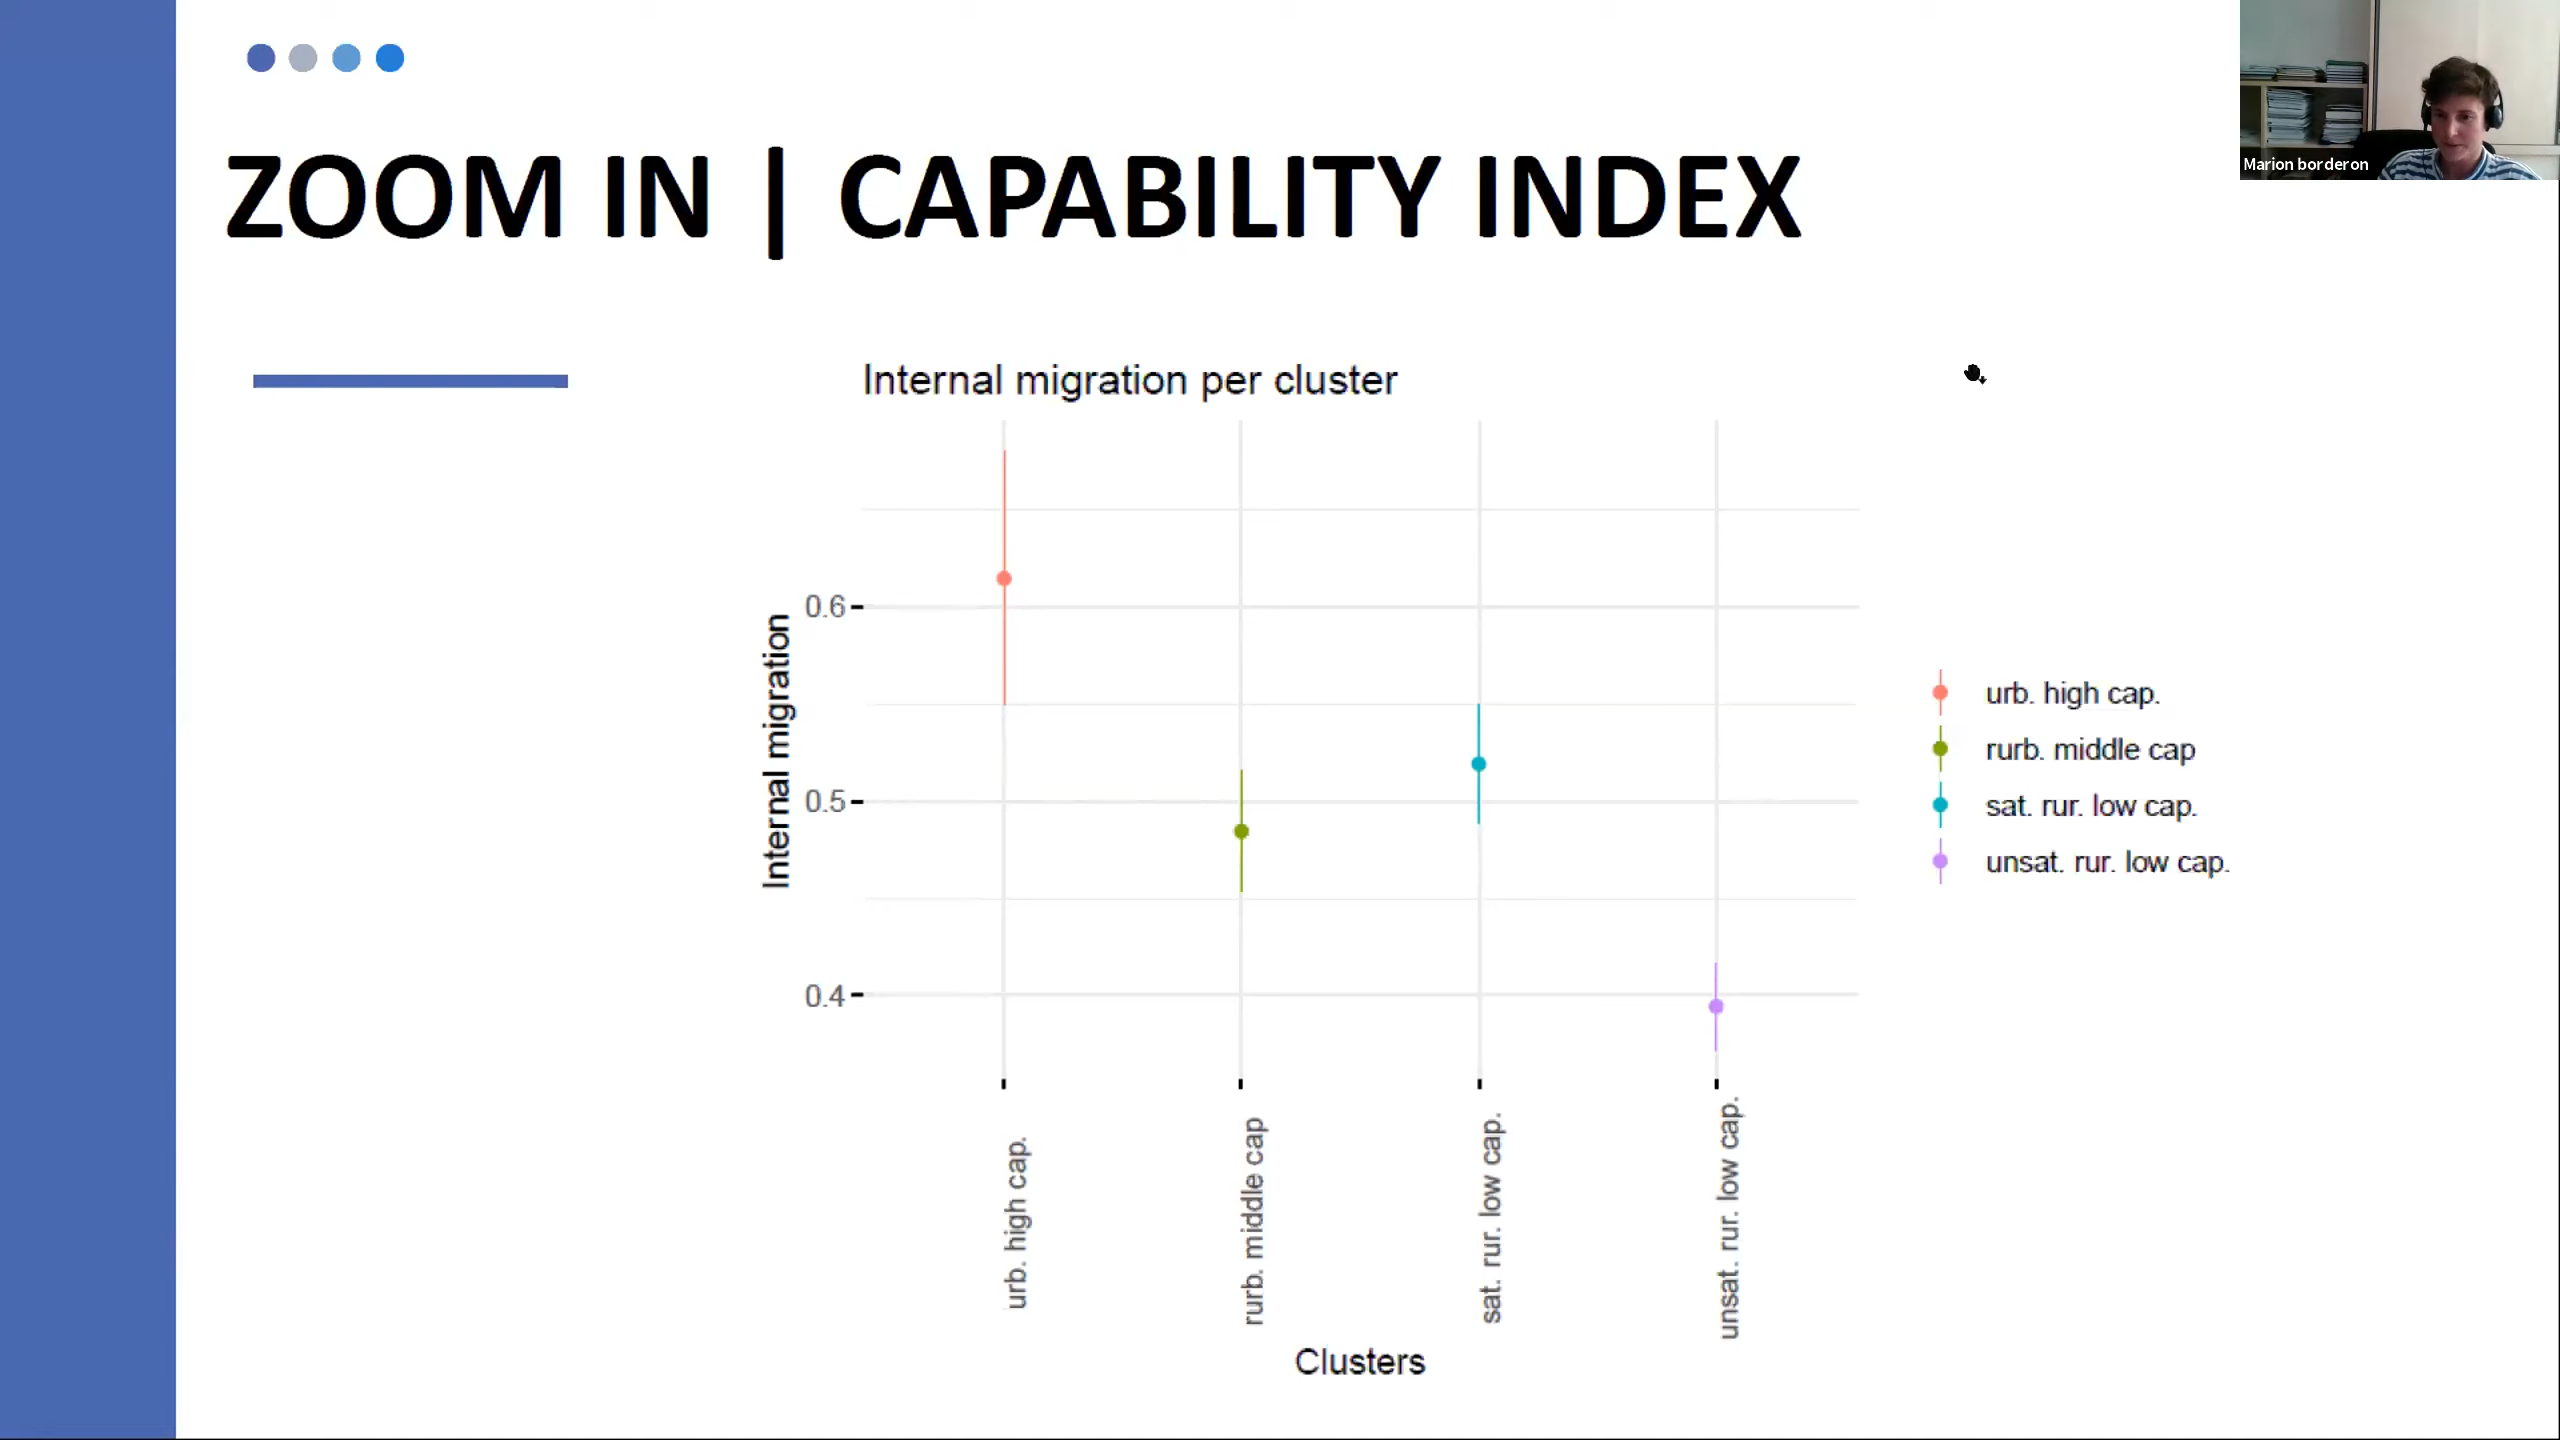 ZOOM IN | CAPABILITY INDEX
Marion borderon
Internal migration per cluster
Internal migration
0.6
0.5
0.4
urb. high cap.
rurb. middle cap
sat. rur. low cap.
unsat. rur. low cap.
Clusters
urb. high cap.
rurb. middle cap
sat. rur. low cap.
unsat. rur. low cap.